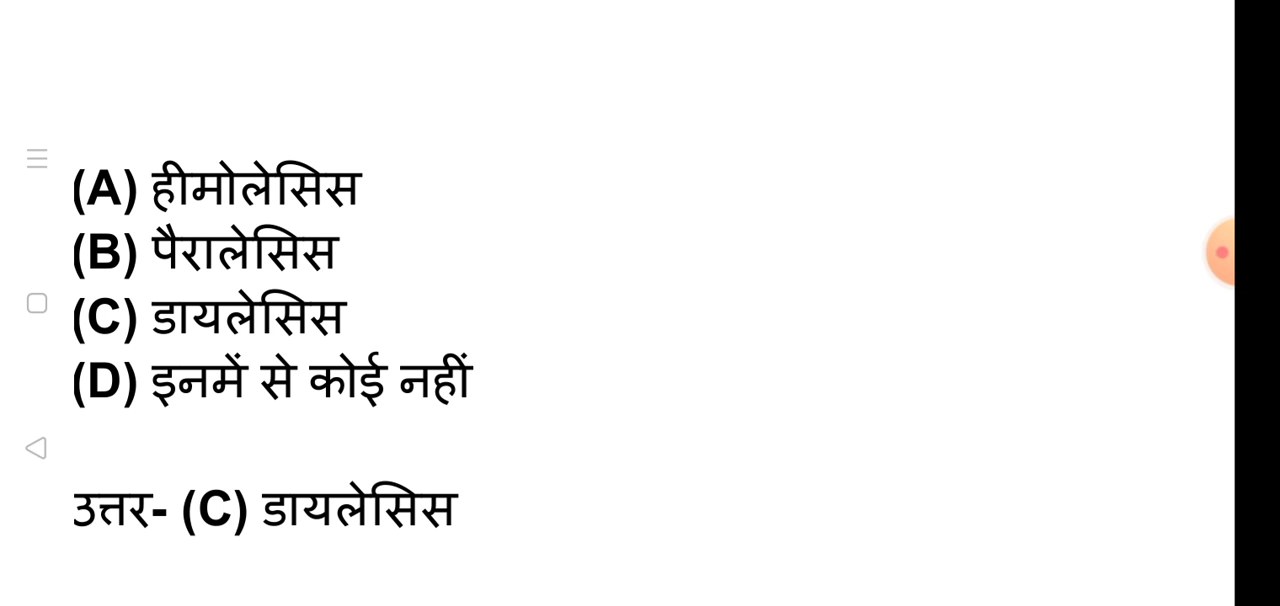 (A) हीमोलेसिस
(B) पैरालेसिस
(C) डायलेसिस
(D) इनमें से कोई नहीं
उत्तर- (C) डायलेसिस